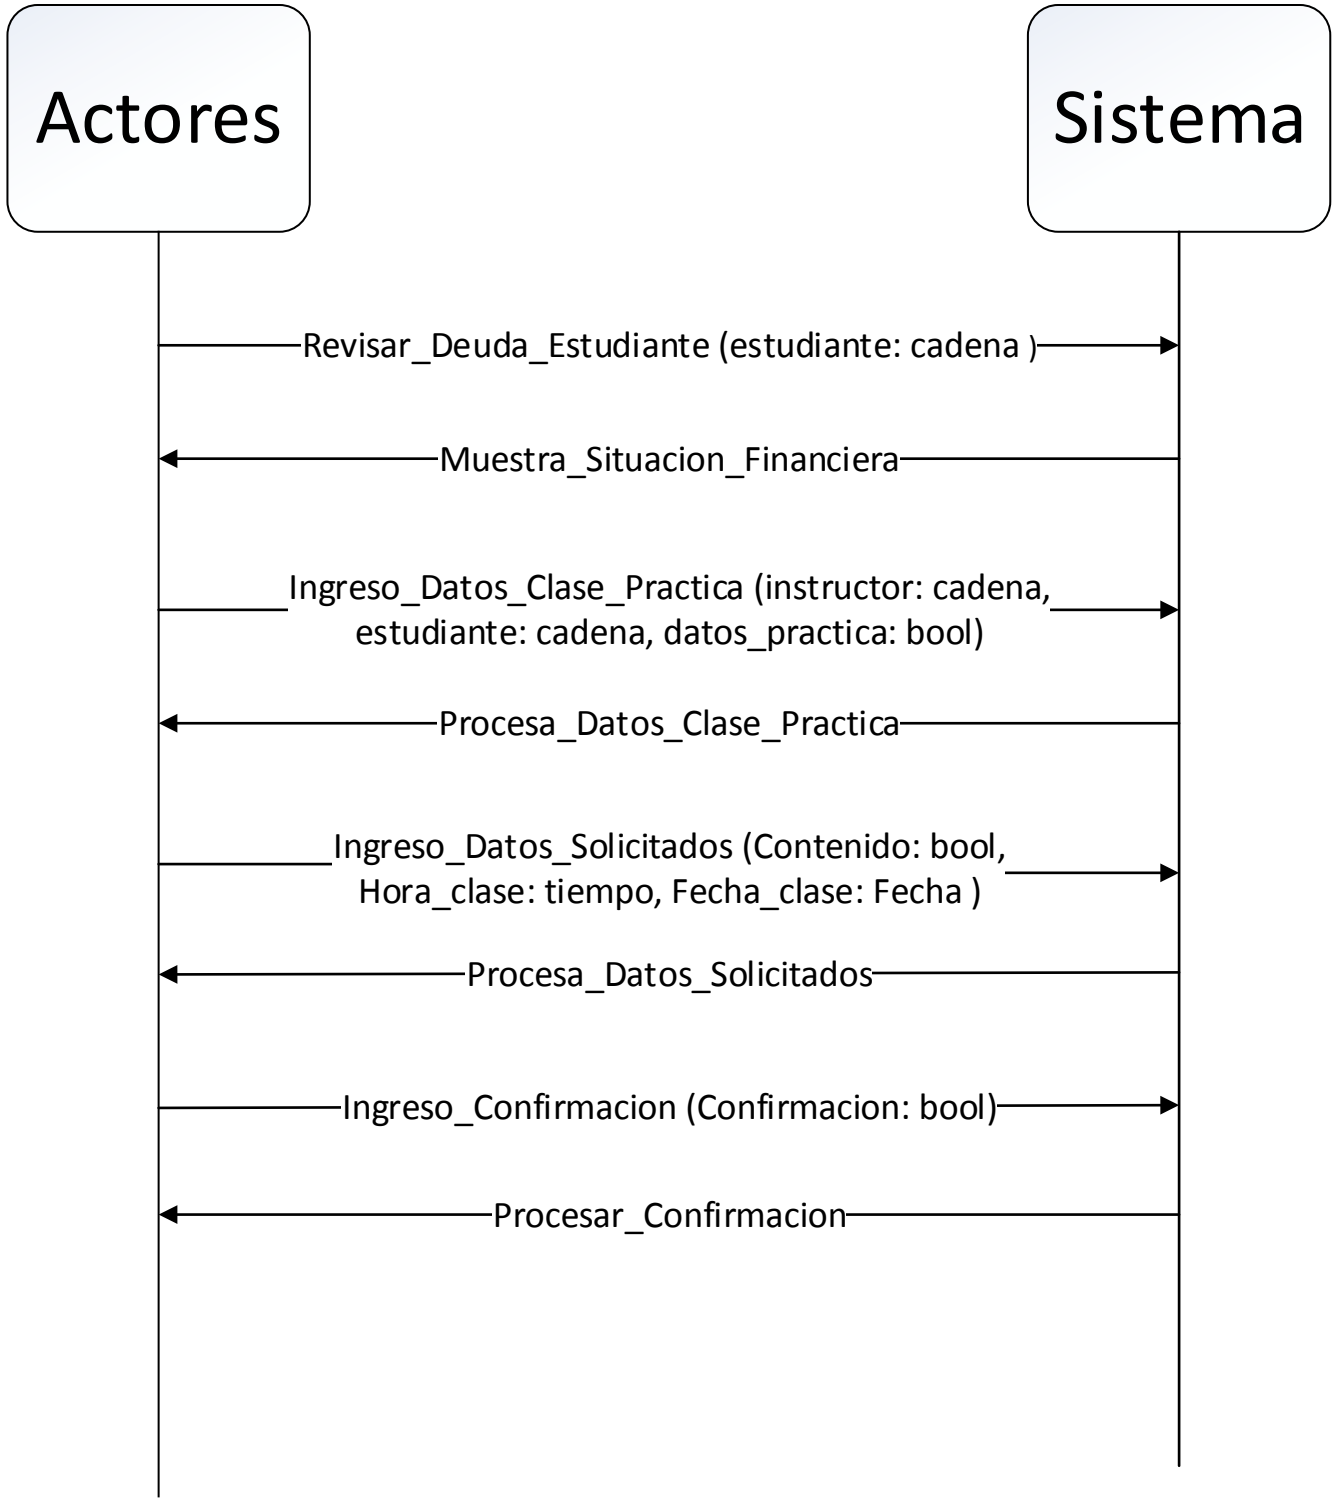 Actores
Sistema
Revisar_Deuda_Estudiante (estudiante: cadena )
Muestra_Situacion_Financiera
Ingreso_Datos_Clase_Practica (instructor: cadena,
estudiante: cadena, datos_practica: bool)
Procesa_Datos_Clase_Practica
Ingreso_Datos_Solicitados (Contenido: bool,
Hora_clase: tiempo, Fecha_clase: Fecha )
Procesa_Datos_Solicitados
Ingreso_Confirmacion (Confirmacion: bool)
Procesar_Confirmacion